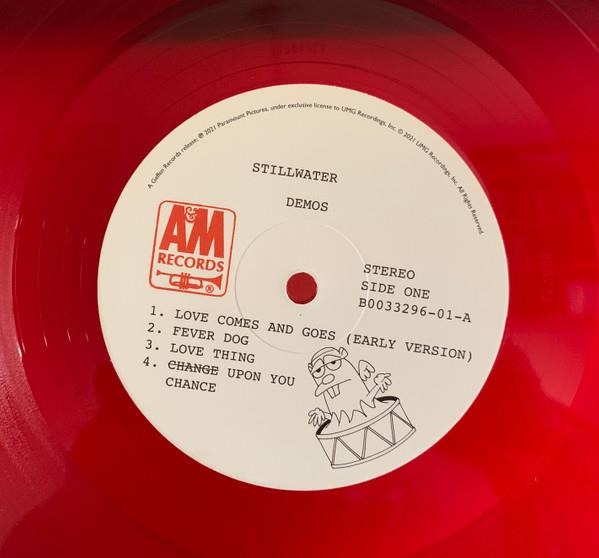 A Geffen Records release; ℗ 2021 Paramount Pictures, under exclusive license to UMG Recordings, Inc. © 2021 UMG Recordings, Inc. All Rights Reserved.
STILLWATER
DEMOS
A&M
RECORDS
®
STEREO
SIDE ONE
B0033296-01-A
1. LOVE COMES AND GOES (EARLY VERSION)
2. FEVER DOG
3. LOVE THING
4. CHANGE UPON YOU
CHANCE